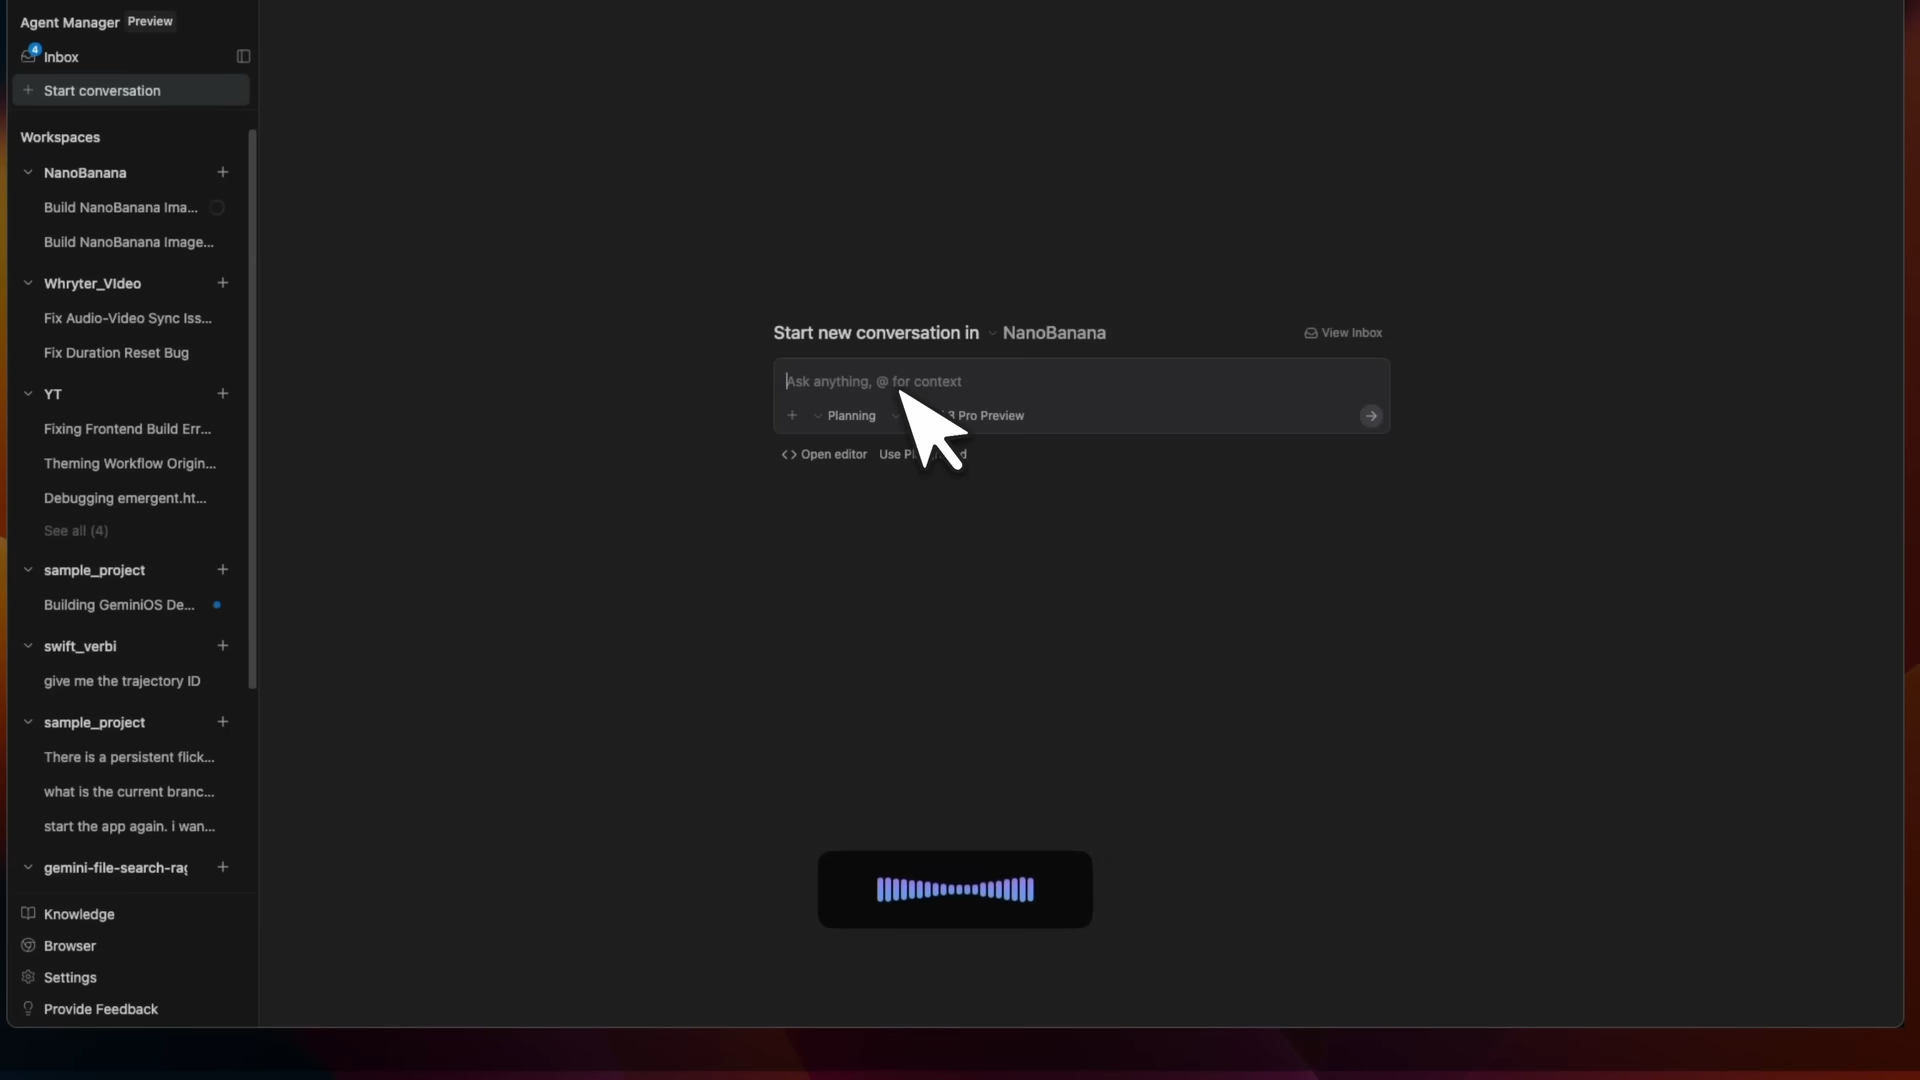 Agent Manager Preview
4
Inbox
+ Start conversation
Workspaces
NanoBanana +
Build NanoBanana Ima...
Build NanoBanana Image...
Whryter_VIdeo +
Fix Audio-Video Sync Iss...
Fix Duration Reset Bug
YT +
Fixing Frontend Build Err...
Theming Workflow Origin...
Debugging emergent.ht...
See all (4)
sample_project +
Building GeminiOS De...
swift_verbi +
give me the trajectory ID
sample_project +
There is a persistent flick...
what is the current branc...
start the app again. i wan...
gemini-file-search-rag +
Knowledge
Browser
Settings
Provide Feedback
Start new conversation in NanoBanana
View Inbox
Ask anything, @ for context
+ Planning 3 Pro Preview
<> Open editor Use